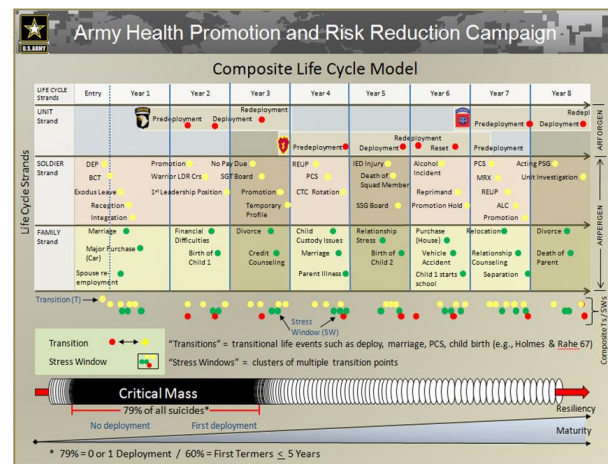 U.S.ARMY
Army Health Promotion and Risk Reduction Campaign
Composite Life Cycle Model
LIFE CYCLE Strands Entry Year 1 Year 2 Year 3 Year 4 Year 5 Year 6 Year 7 Year 8
Life Cycle Strands
UNIT Strand
Redeployment
Predeployment Deployment
Redepl
Predeployment Deployment
Redeployment
Predeployment Deployment Reset Predeployment
ARFORGEN
SOLDIER Strand
DEP Promotion No Pay Due REUP IED Injury Alcohol Incident PCS Acting PSG
BCT Warrior LDR Crs SGT Board PCS Death of Squad Member MRX Unit Investigation
Exodus Leave 1st Leadership Position Promotion CTC Rotation Reprimand REUP
Reception Temporary Profile SSG Board Promotion Hold ALC
Integration Promotion
ARPERGEN
FAMILY Strand
Marriage Financial Difficulties Divorce Child Custody Issues Relationship Stress Purchase (House) Relocation Divorce
Major Purchase (Car) Birth of Child 1 Credit Counseling Marriage Birth of Child 2 Vehicle Accident Relationship Counseling Death of Parent
Spouse re-employment Parent Illness Child 1 starts school Separation
Transition (T)
Stress Window (SW)
Composite Ts/SWs
Transition "Transitions" = transitional life events such as deploy, marriage, PCS, child birth (e.g., Holmes & Rahe 67)
Stress Window "Stress Windows" = clusters of multiple transition points
Critical Mass
79% of all suicides*
Resiliency
No deployment First deployment
Maturity
* 79% = 0 or 1 Deployment / 60% = First Termers ≤ 5 Years